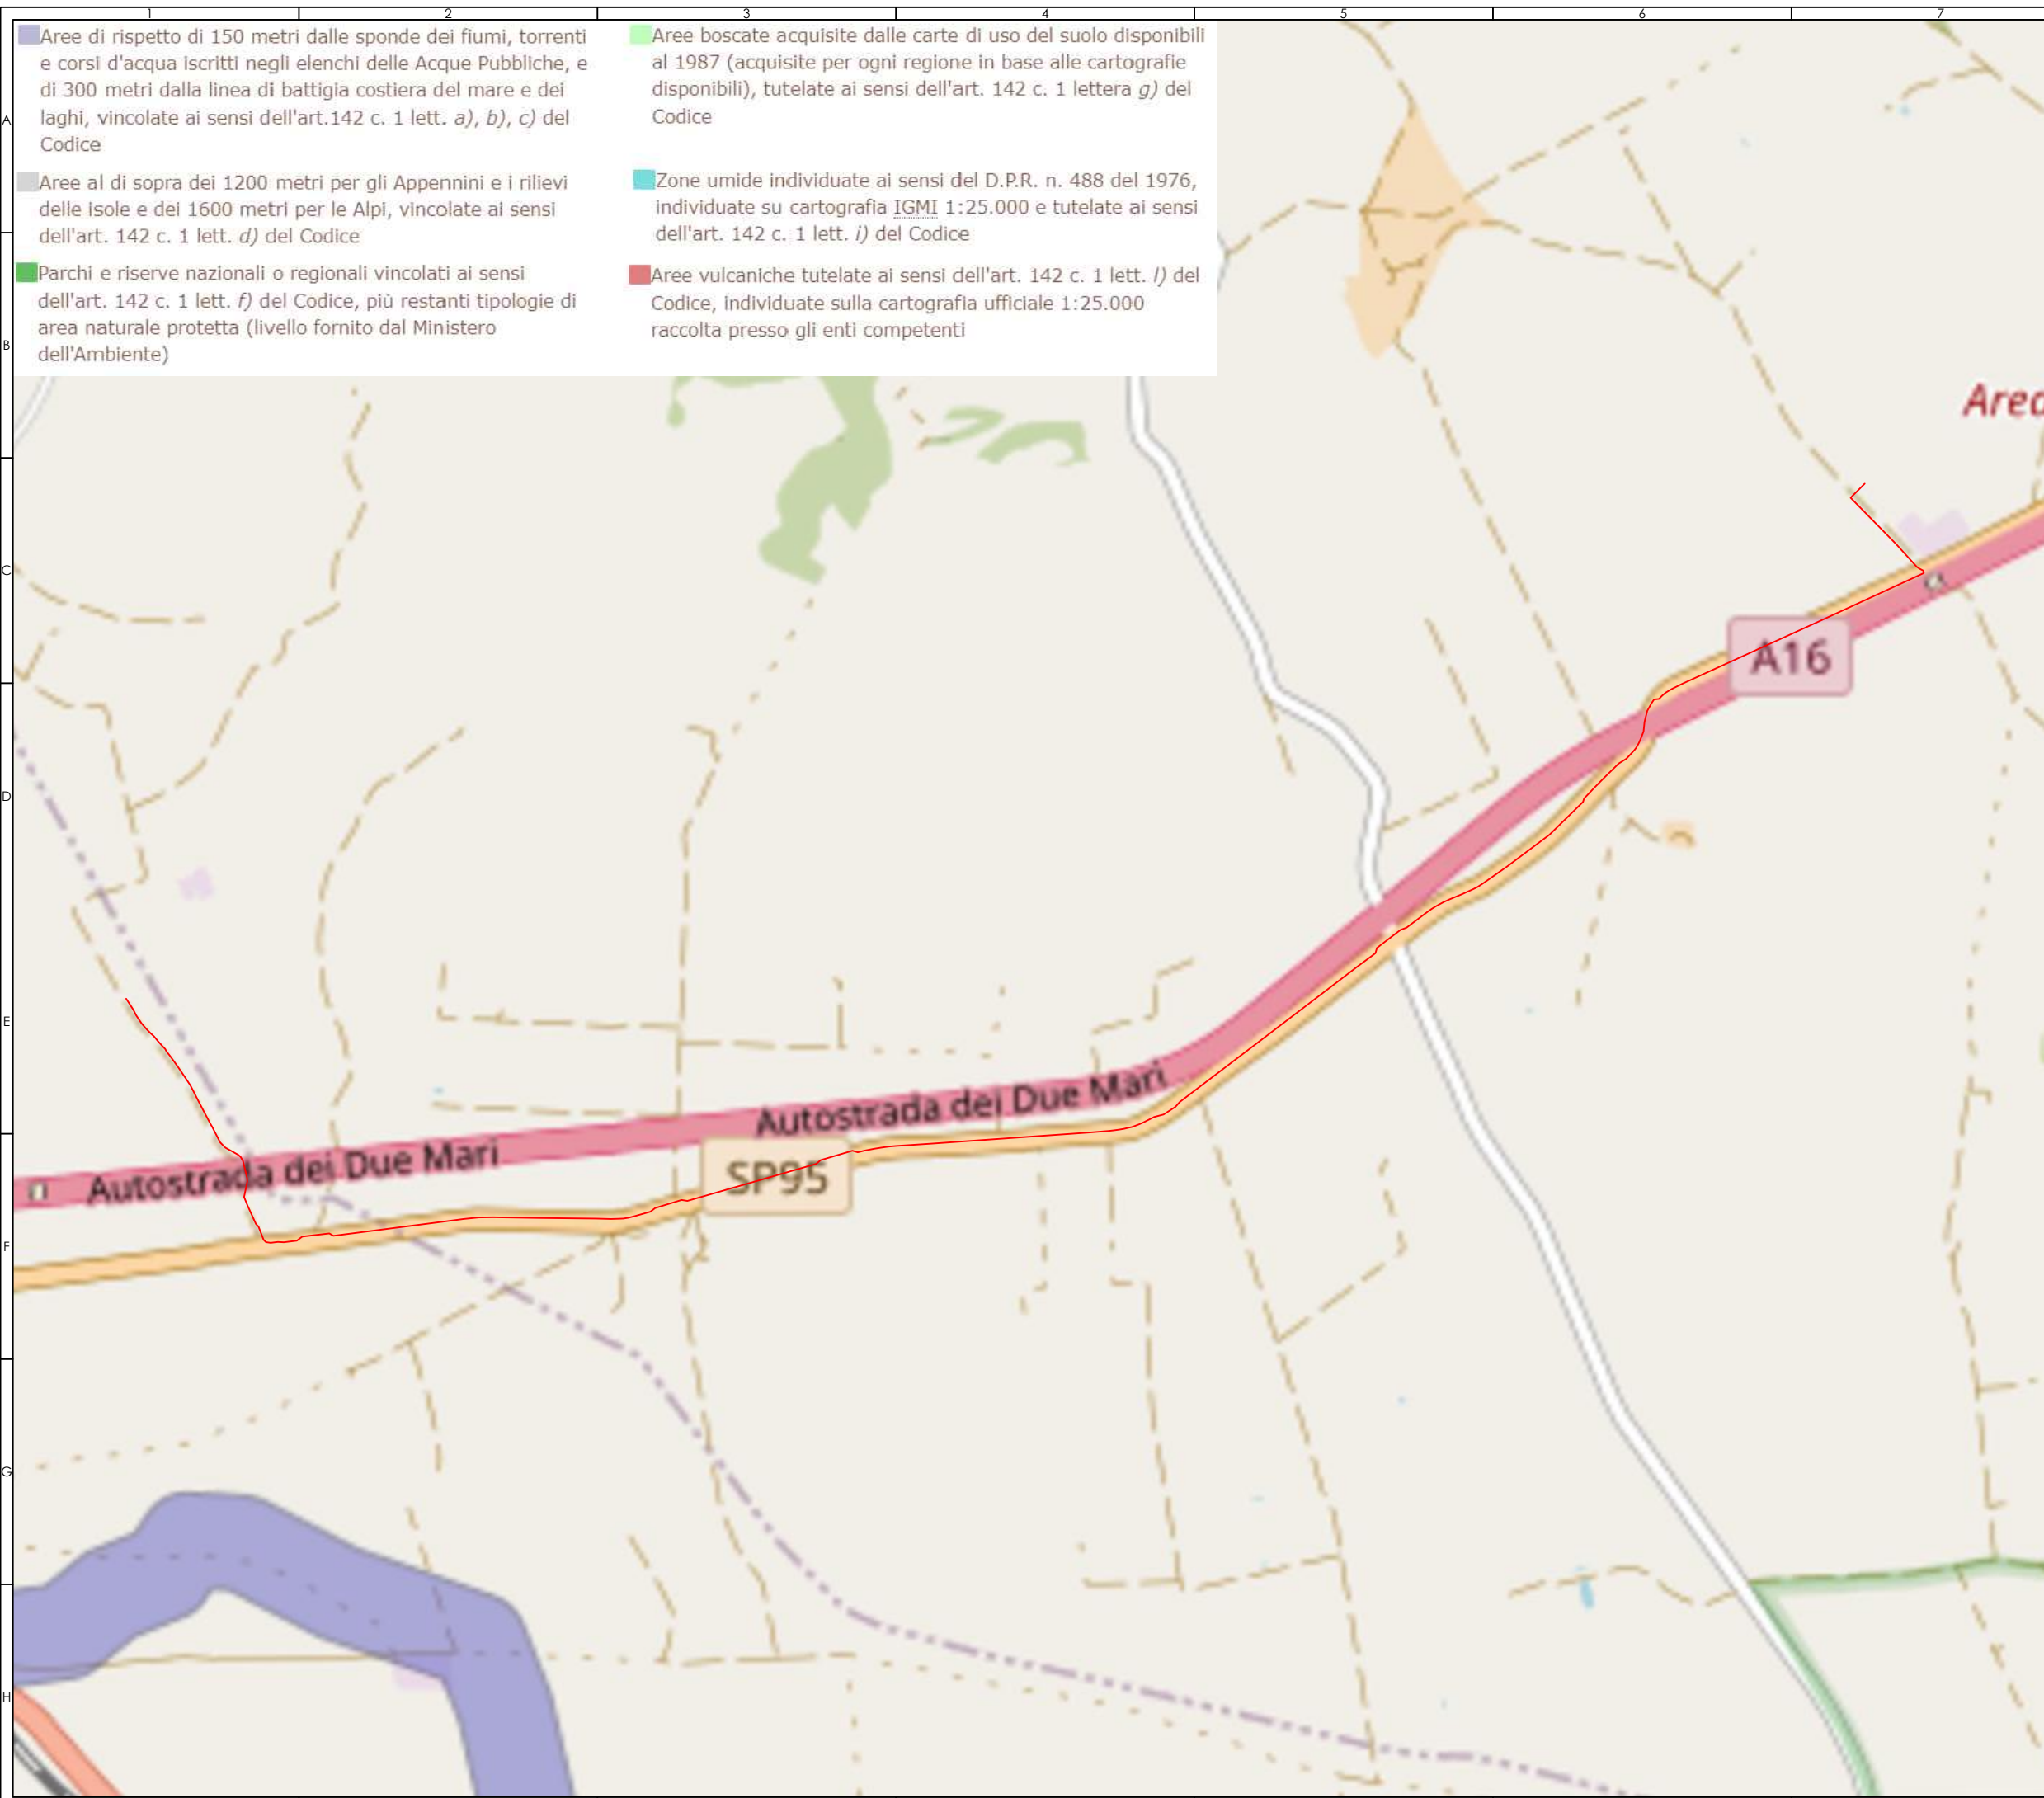 1 2 3 4 5 6 7
Aree di rispetto di 150 metri dalle sponde dei fiumi, torrenti
e corsi d'acqua iscritti negli elenchi delle Acque Pubbliche, e
di 300 metri dalla linea di battigia costiera del mare e dei
laghi, vincolate ai sensi dell'art.142 c. 1 lett. a), b), c) del
Codice
Aree al di sopra dei 1200 metri per gli Appennini e i rilievi
delle isole e dei 1600 metri per le Alpi, vincolate ai sensi
dell'art. 142 c. 1 lett. d) del Codice
Parchi e riserve nazionali o regionali vincolati ai sensi
dell'art. 142 c. 1 lett. f) del Codice, più restanti tipologie di
area naturale protetta (livello fornito dal Ministero
dell'Ambiente)
Aree boscate acquisite dalle carte di uso del suolo disponibili
al 1987 (acquisite per ogni regione in base alle cartografie
disponibili), tutelate ai sensi dell'art. 142 c. 1 lettera g) del
Codice
Zone umide individuate ai sensi del D.P.R. n. 488 del 1976,
individuate su cartografia IGMI 1:25.000 e tutelate ai sensi
dell'art. 142 c. 1 lett. i) del Codice
Aree vulcaniche tutelate ai sensi dell'art. 142 c. 1 lett. l) del
Codice, individuate sulla cartografia ufficiale 1:25.000
raccolta presso gli enti competenti
A
B
C
D
E
F
G
H
Area
A16
Autostrada dei Due Mari
Autostrada dei Due Mari
SP95